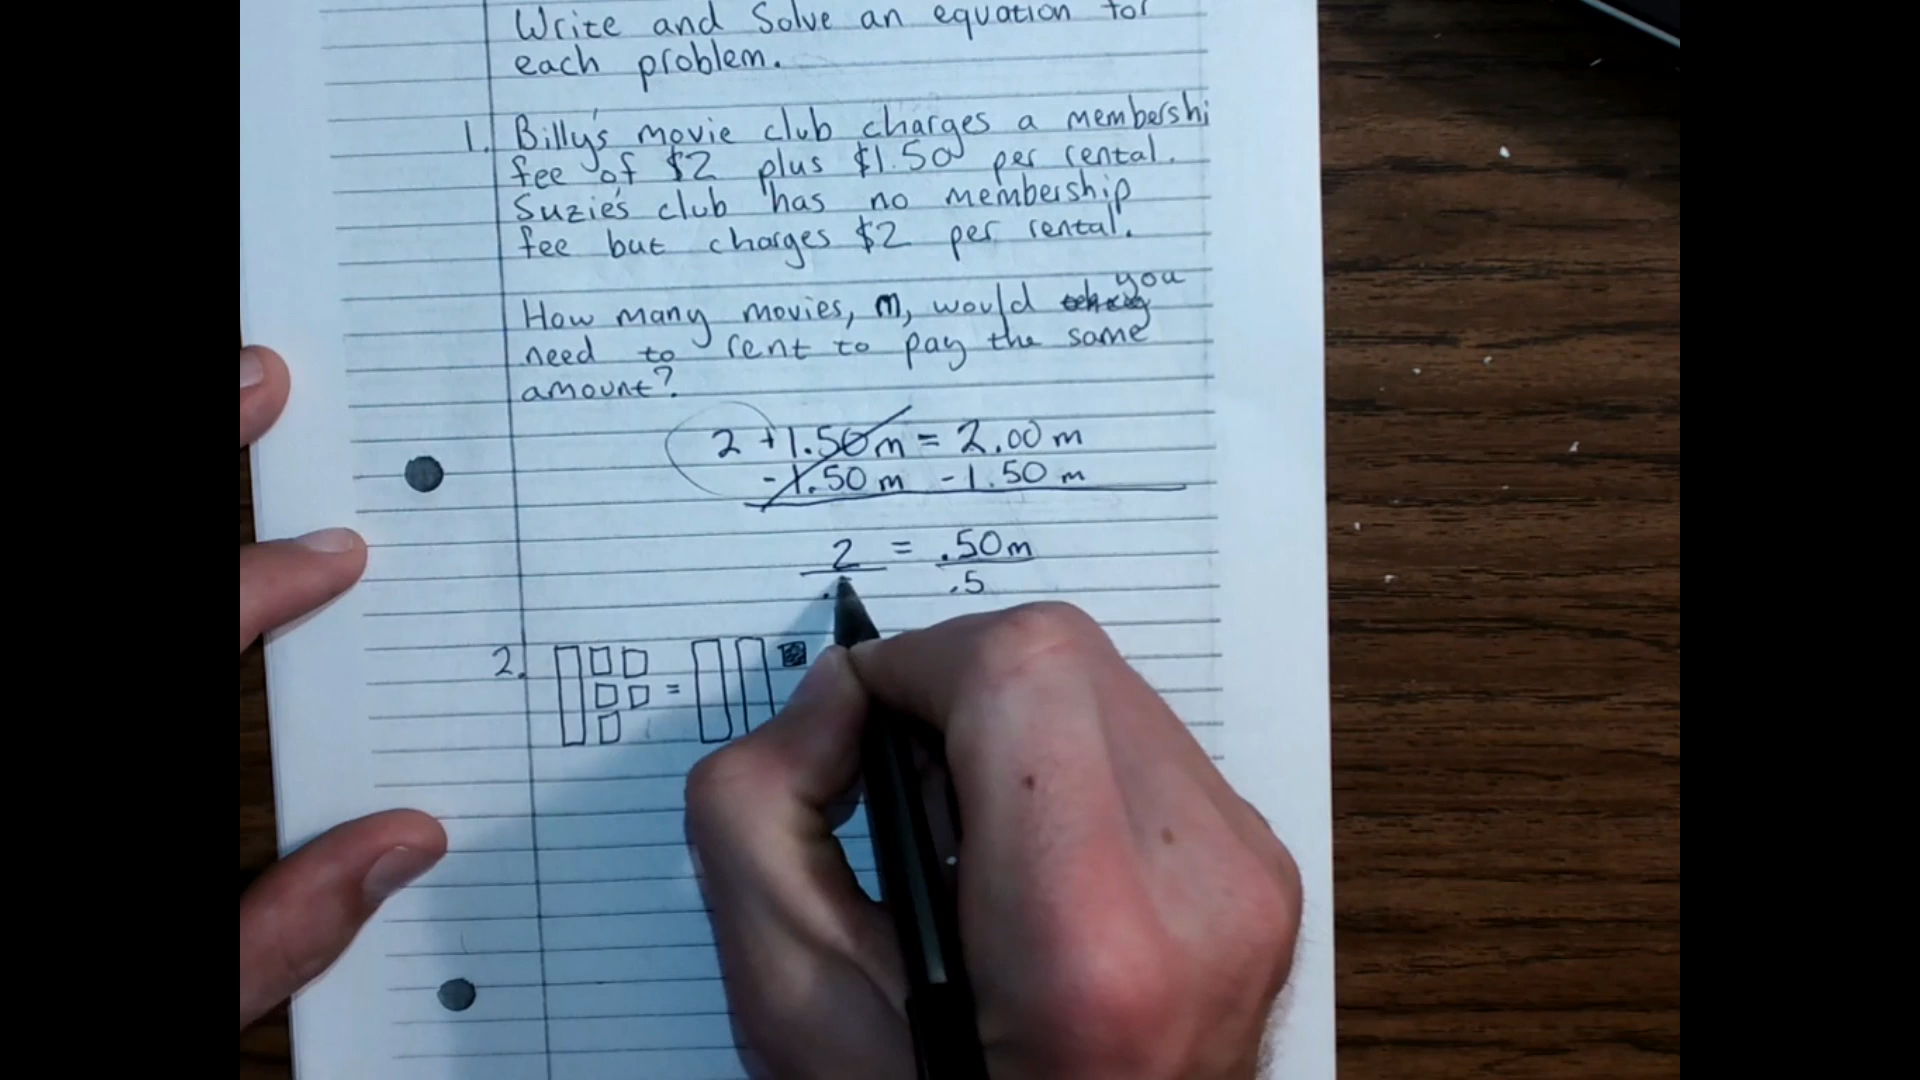 Write and Solve an equation for
each problem.
1. Billy's movie club charges a membershi
fee of $2 plus $1.50 per rental.
Suzie's club has no membership
fee but charges $2 per rental.
How many movies, m, would you
need to rent to pay the same
amount?
2 + 1.50m = 2.00m
-1.50m -1.50m
2 = .50m
. .5
2. =